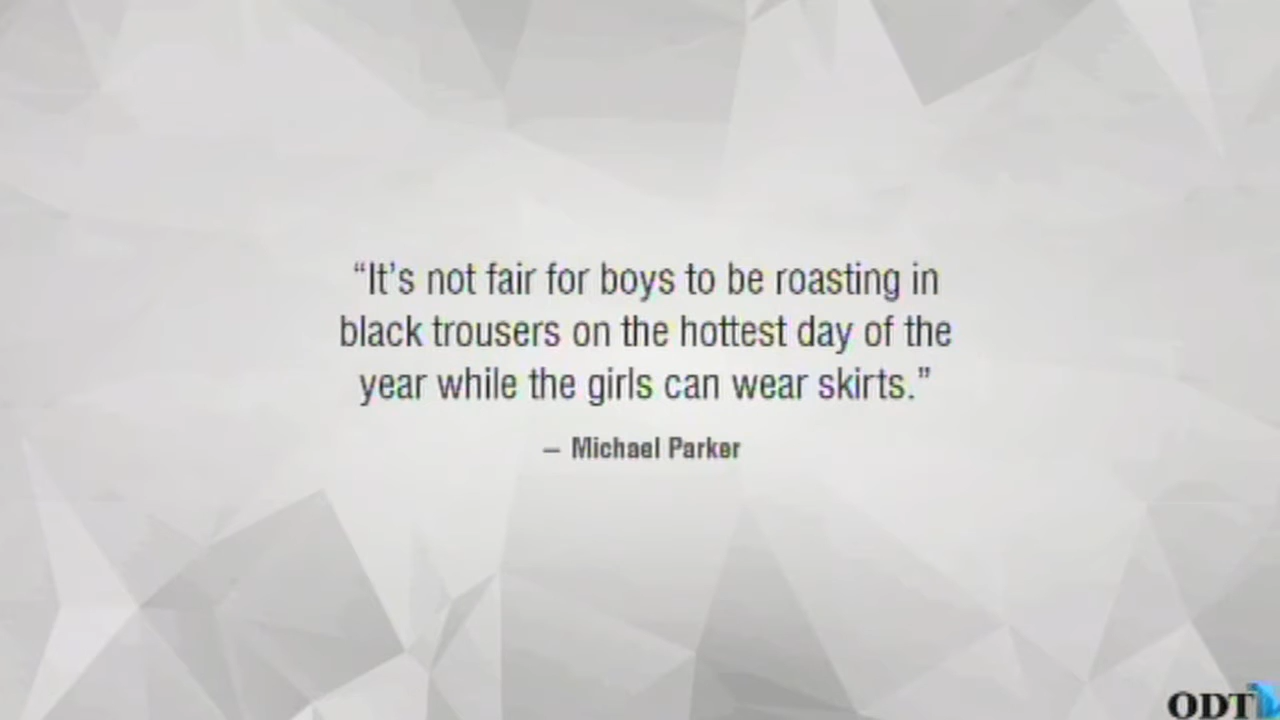 “It’s not fair for boys to be roasting in
black trousers on the hottest day of the
year while the girls can wear skirts.”
– Michael Parker
ODT